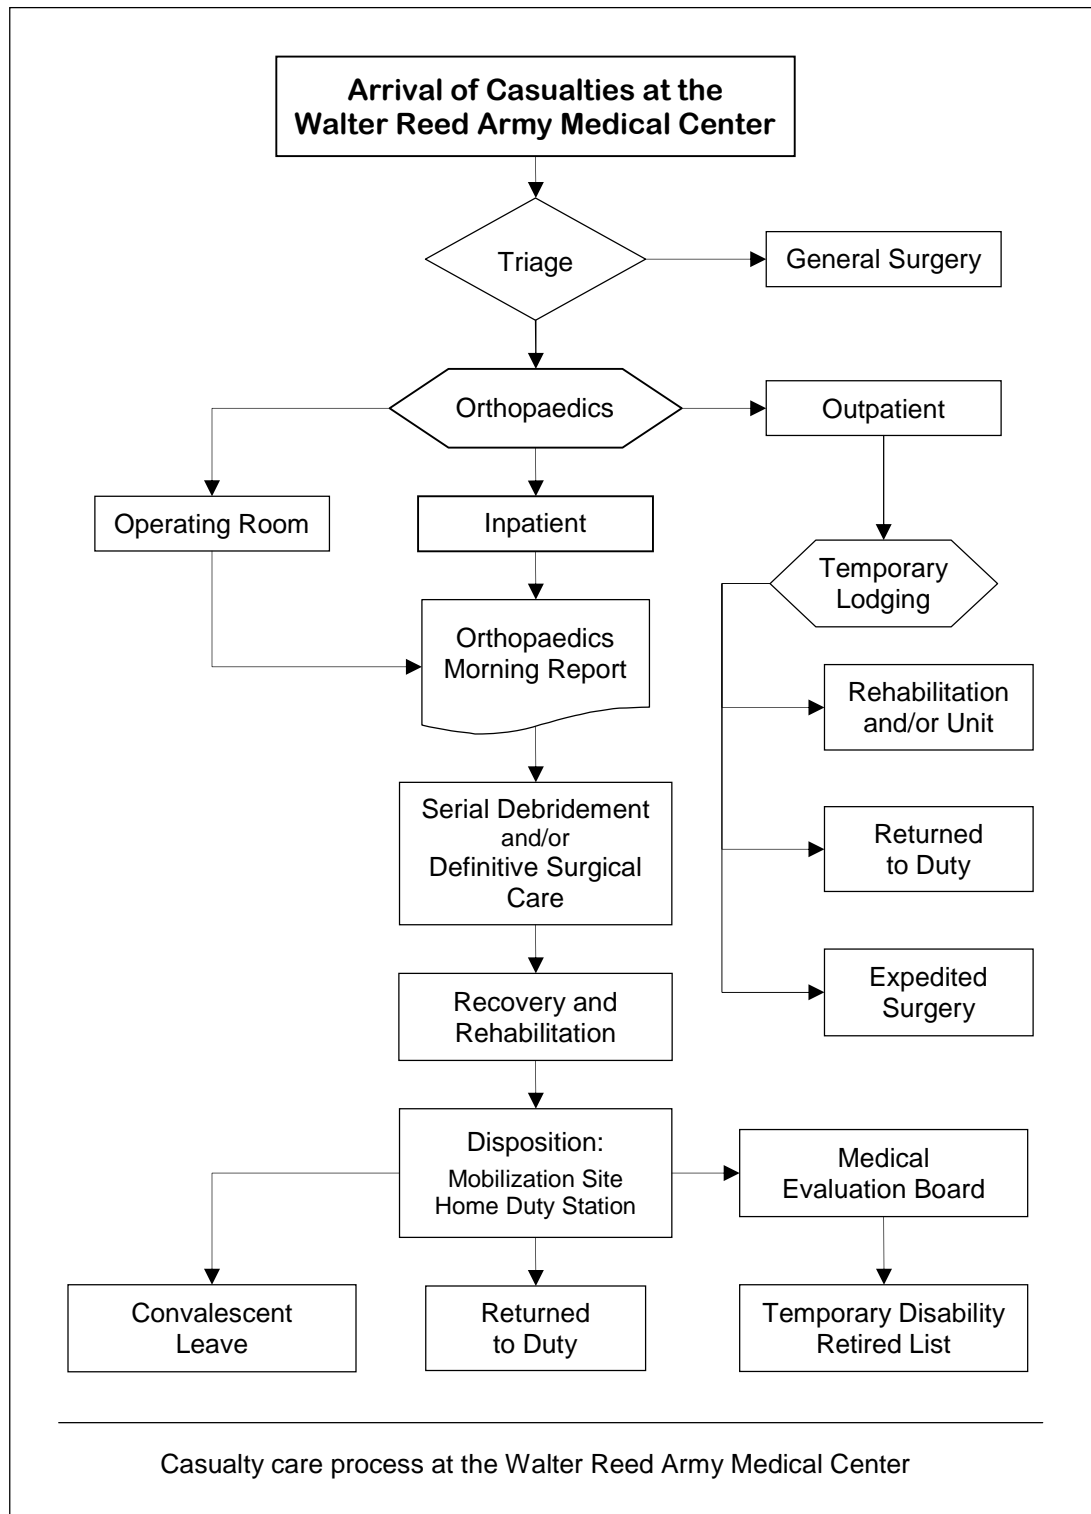 Arrival of Casualties at the
Walter Reed Army Medical Center
Triage
General Surgery
Orthopaedics
Outpatient
Operating Room
Inpatient
Temporary
Lodging
Orthopaedics
Morning Report
Rehabilitation
and/or Unit
Serial Debridement
and/or
Definitive Surgical
Care
Returned
to Duty
Recovery and
Rehabilitation
Expedited
Surgery
Disposition:
Mobilization Site
Home Duty Station
Medical
Evaluation Board
Convalescent
Leave
Returned
to Duty
Temporary Disability
Retired List
Casualty care process at the Walter Reed Army Medical Center